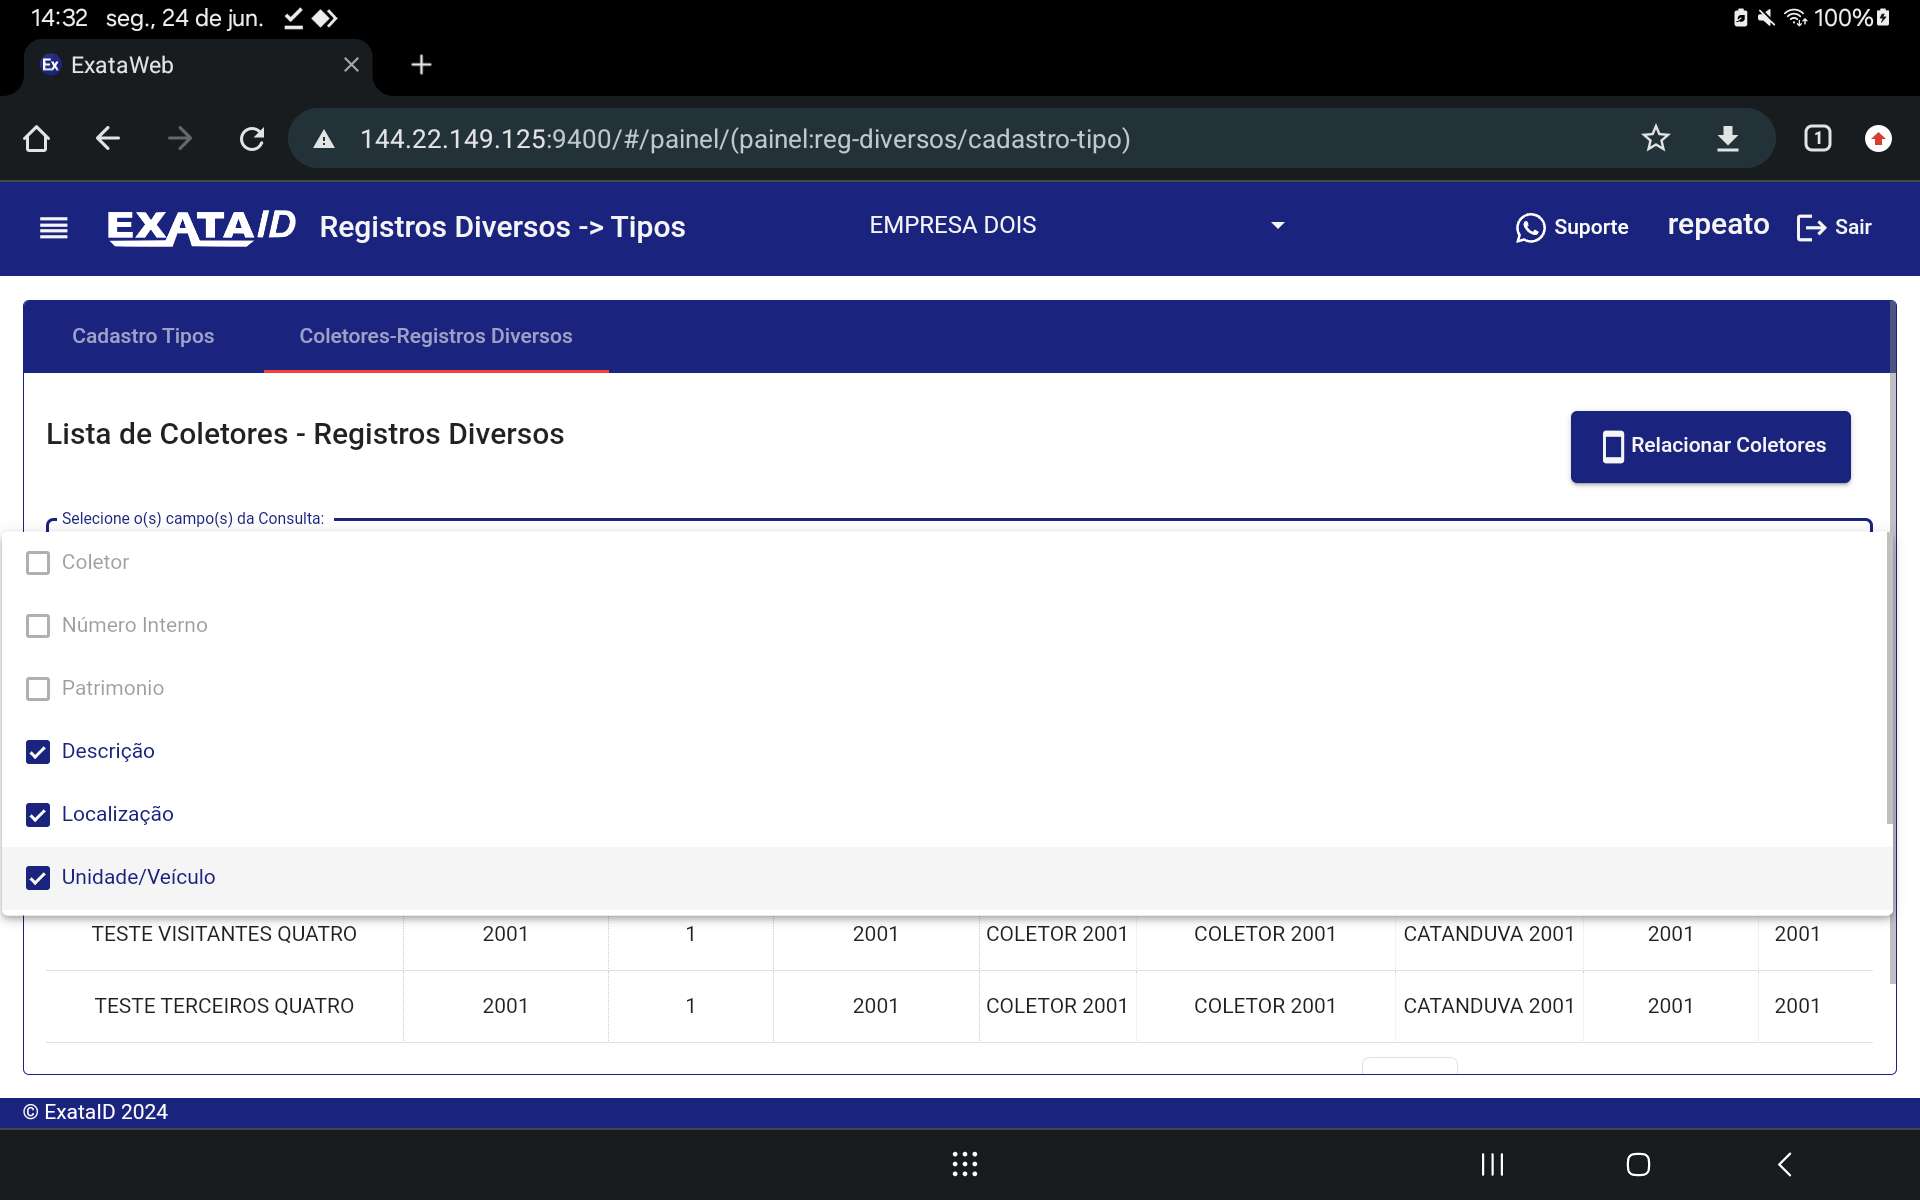 14:32 seg., 24 de jun. 100%
Ex ExataWeb
144.22.149.125:9400/#/painel/(painel:reg-diversos/cadastro-tipo) 1
EXATAID Registros Diversos -> Tipos EMPRESA DOIS Suporte repeato Sair
Cadastro Tipos Coletores-Registros Diversos
Lista de Coletores - Registros Diversos Relacionar Coletores
Selecione o(s) campo(s) da Consulta:
Coletor
Número Interno
Patrimonio
Descrição
Localização
Unidade/Veículo
TESTE VISITANTES QUATRO 2001 1 2001 COLETOR 2001 COLETOR 2001 CATANDUVA 2001 2001 2001
TESTE TERCEIROS QUATRO 2001 1 2001 COLETOR 2001 COLETOR 2001 CATANDUVA 2001 2001 2001
© ExataID 2024